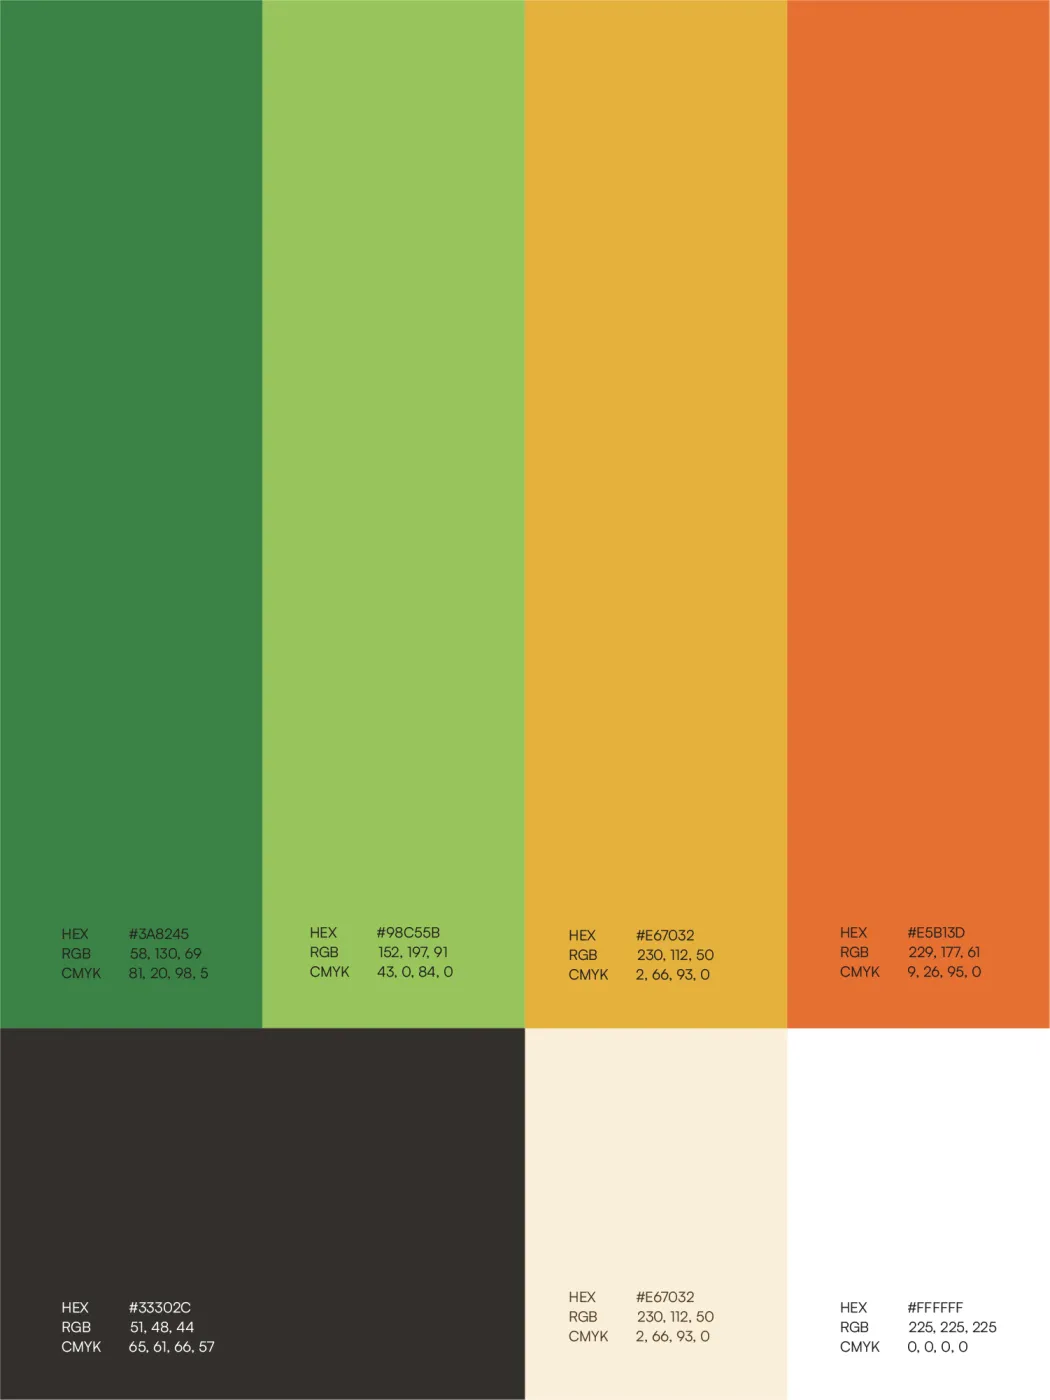 HEX #3A8245
RGB 58, 130, 69
CMYK 81, 20, 98, 5
HEX #98C55B
RGB 152, 197, 91
CMYK 43, 0, 84, 0
HEX #E67032
RGB 230, 112, 50
CMYK 2, 66, 93, 0
HEX #E5B13D
RGB 229, 177, 61
CMYK 9, 26, 95, 0
HEX #33302C
RGB 51, 48, 44
CMYK 65, 61, 66, 57
HEX #E67032
RGB 230, 112, 50
CMYK 2, 66, 93, 0
HEX #FFFFFF
RGB 225, 225, 225
CMYK 0, 0, 0, 0